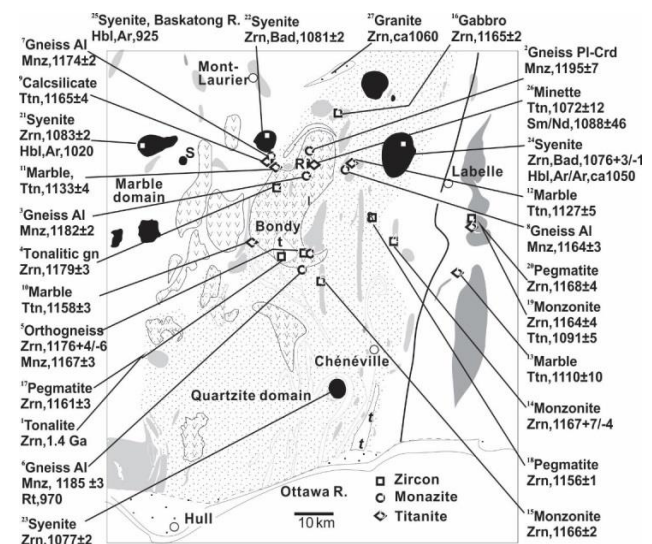 ²⁵Syenite, Baskatong R.
Hbl,Ar,925
²²Syenite
Zrn,Bad,1081±2
²⁷Granite
Zrn,ca1060
¹⁶Gabbro
Zrn,1165±2
⁷Gneiss Al
Mnz,1174±2
⁹Calcsilicate
Ttn,1165±4
²¹Syenite
Zrn,1083±2
Hbl,Ar,1020
¹¹Marble,
Ttn,1133±4
Marble
domain
³Gneiss Al
Mnz,1182±2
⁴Tonalitic gn
Zrn,1179±3
¹⁰Marble
Ttn,1158±3
⁵Orthogneiss
Zrn,1176+4/-6
Mnz,1167±3
¹⁷Pegmatite
Zrn,1161±3
¹Tonalite
Zrn,1.4 Ga
⁶Gneiss Al
Mnz, 1185 ±3
Rt,970
²³Syenite
Zrn,1077±2
Mont-
Laurier
S
R
Bondy
t
Quartzite domain
Chénéville
t
t
Labelle
Ottawa R.
Hull
10 km
Zircon
Monazite
Titanite
²Gneiss Pl-Crd
Mnz,1195±7
²⁶Minette
Ttn,1072±12
Sm/Nd,1088±46
²⁴Syenite
Zrn,Bad,1076+3/-1
Hbl,Ar/Ar,ca1050
¹²Marble
Ttn,1127±5
⁸Gneiss Al
Mnz,1164±3
²⁰Pegmatite
Zrn,1168±4
¹⁹Monzonite
Zrn,1164±4
Ttn,1091±5
¹³Marble
Ttn,1110±10
¹⁴Monzonite
Zrn,1167+7/-4
¹⁸Pegmatite
Zrn,1156±1
¹⁵Monzonite
Zrn,1166±2